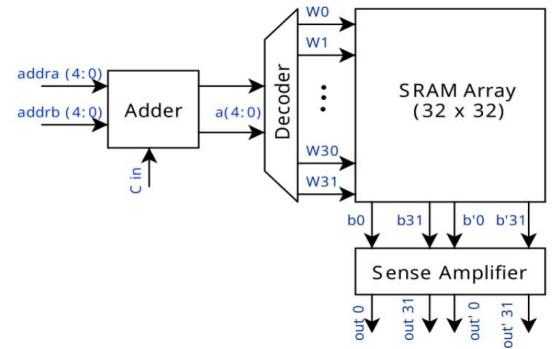 W0
addra (4:0)
W1
Decoder
SRAM Array
(32 x 32)
addrb (4:0)
Adder
a(4:0)
W30
C in
W31
b0
b31
b'0
b'31
Sense Amplifier
out 0
out 31
out' 0
out' 31